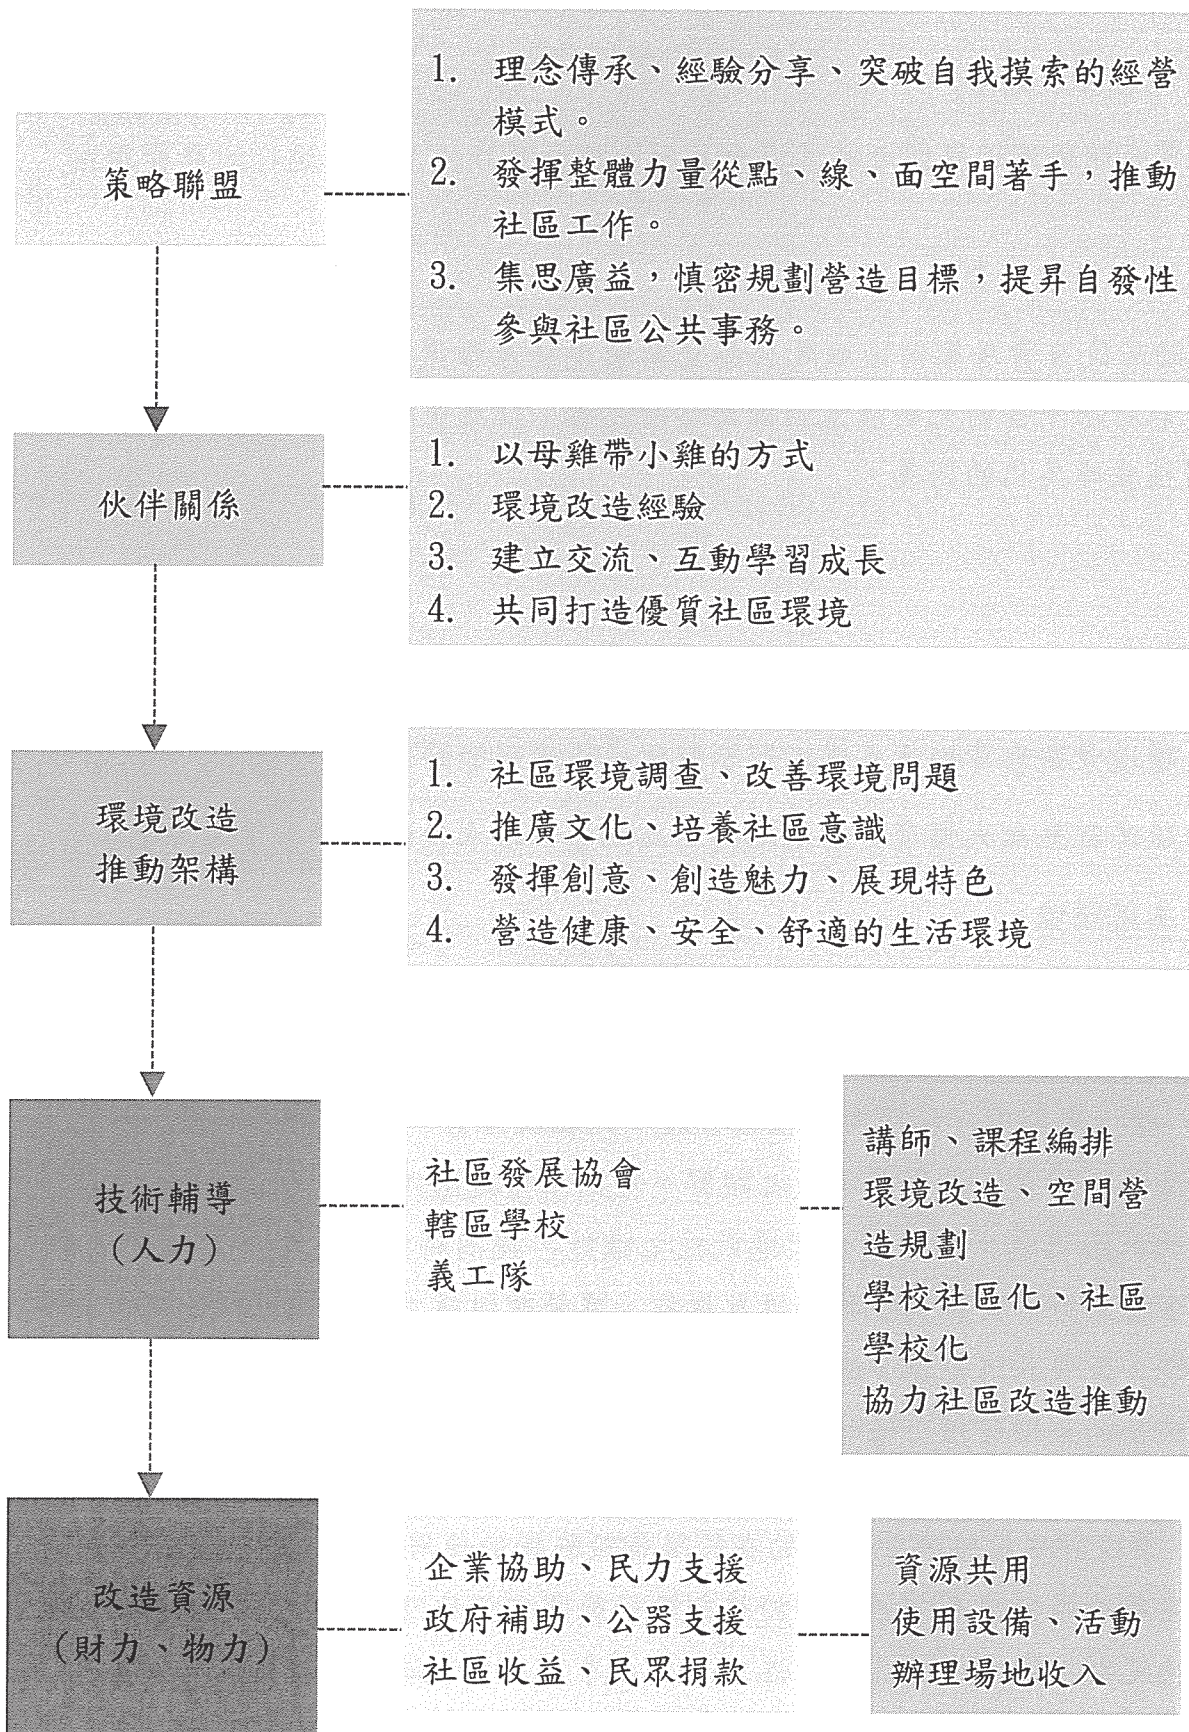 策略聯盟
1. 理念傳承、經驗分享、突破自我摸索的經營
模式。
2. 發揮整體力量從點、線、面空間著手，推動
社區工作。
3. 集思廣益，慎密規劃營造目標，提昇自發性
參與社區公共事務。
伙伴關係
1. 以母雞帶小雞的方式
2. 環境改造經驗
3. 建立交流、互動學習成長
4. 共同打造優質社區環境
環境改造
推動架構
1. 社區環境調查、改善環境問題
2. 推廣文化、培養社區意識
3. 發揮創意、創造魅力、展現特色
4. 營造健康、安全、舒適的生活環境
技術輔導
（人力）
社區發展協會
轄區學校
義工隊
講師、課程編排
環境改造、空間營
造規劃
學校社區化、社區
學校化
協力社區改造推動
改造資源
（財力、物力）
企業協助、民力支援
政府補助、公器支援
社區收益、民眾捐款
資源共用
使用設備、活動
辦理場地收入